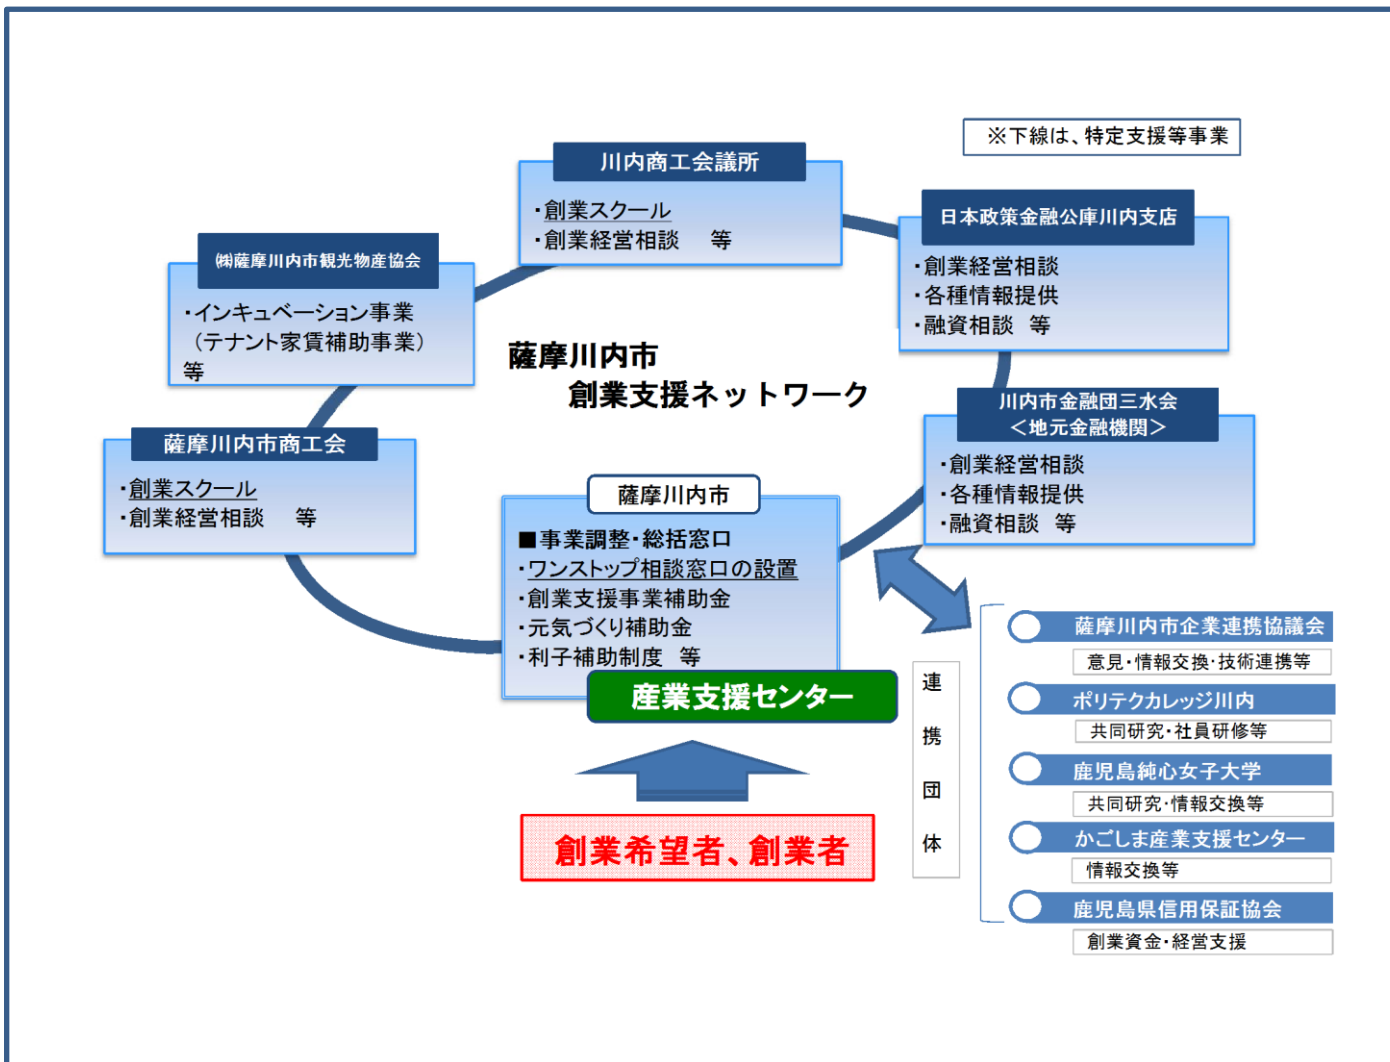 ※下線は、特定支援等事業
川内商工会議所
・創業スクール
・創業経営相談　等
日本政策金融公庫川内支店
・創業経営相談
・各種情報提供
・融資相談 等
㈱薩摩川内市観光物産協会
・インキュベーション事業
（テナント家賃補助事業）
等
薩摩川内市
創業支援ネットワーク
川内市金融団三水会
＜地元金融機関＞
・創業経営相談
・各種情報提供
・融資相談 等
薩摩川内市商工会
・創業スクール
・創業経営相談　等
薩摩川内市
■事業調整・総括窓口
・ワンストップ相談窓口の設置
・創業支援事業補助金
・元気づくり補助金
・利子補助制度 等
産業支援センター
創業希望者、創業者
連携団体
薩摩川内市企業連携協議会
意見・情報交換・技術連携等
ポリテクカレッジ川内
共同研究・社員研修等
鹿児島純心女子大学
共同研究・情報交換等
かごしま産業支援センター
情報交換等
鹿児島県信用保証協会
創業資金・経営支援